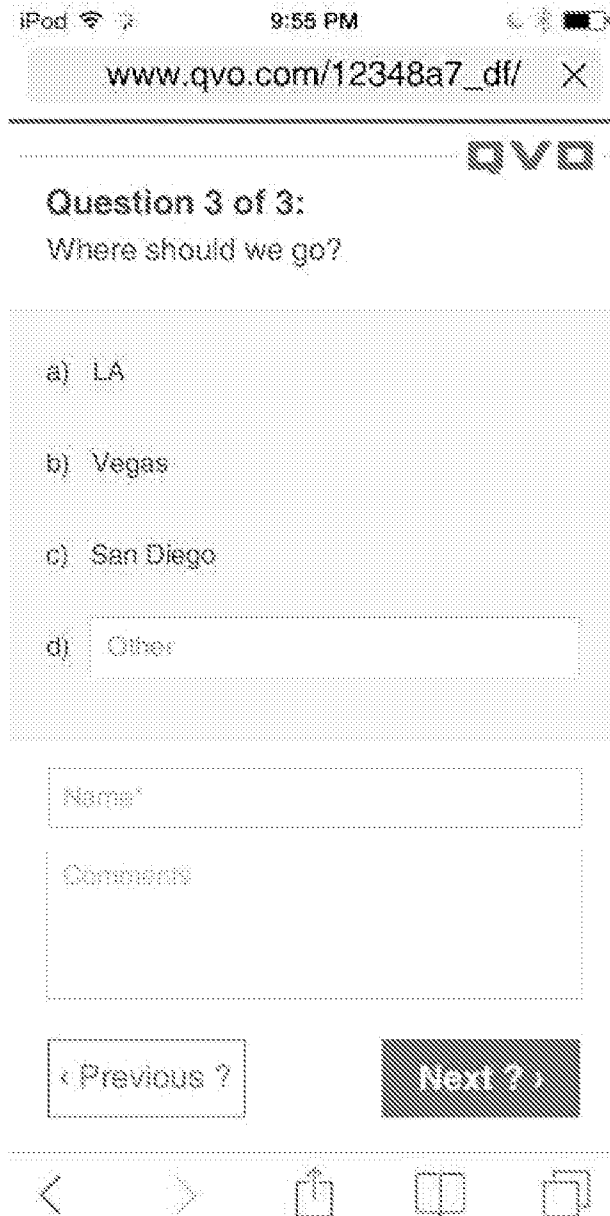 iPod 9:55 PM
www.qvo.com/12348a7_df/ X
QVO
Question 3 of 3:
Where should we go?
a) LA
b) Vegas
c) San Diego
d) Other
Name*
Comments
‹ Previous ?
Next ? ›